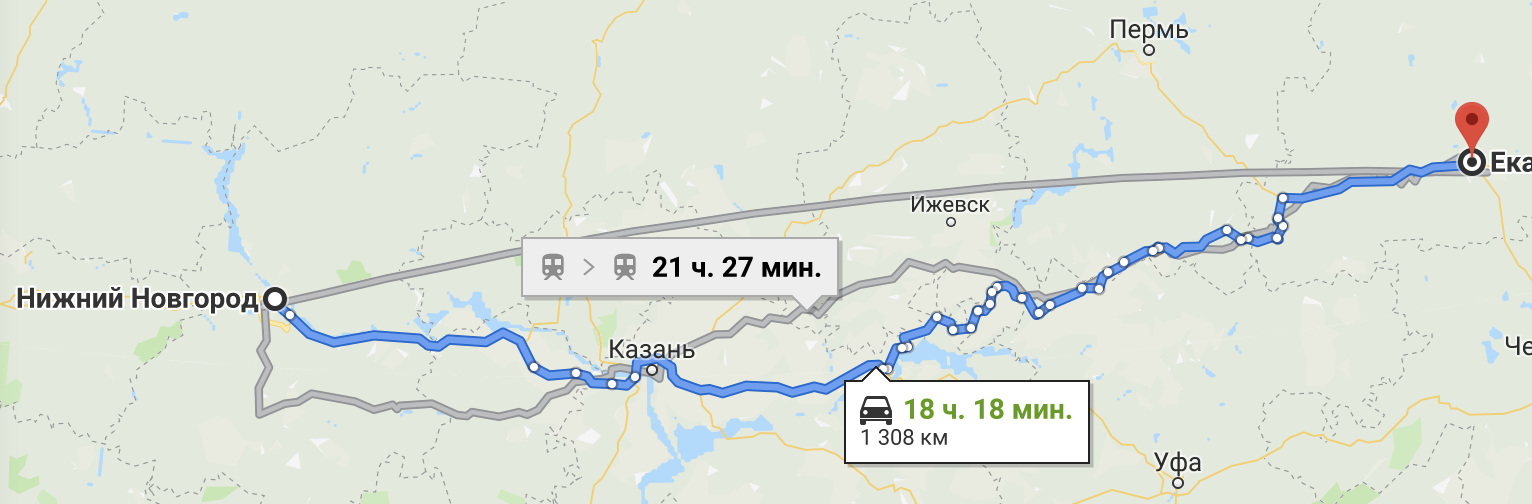 Пермь
Ека
Ижевск
21 ч. 27 мин.
Нижний Новгород
Казань
Че
18 ч. 18 мин.
1 308 км
Уфа